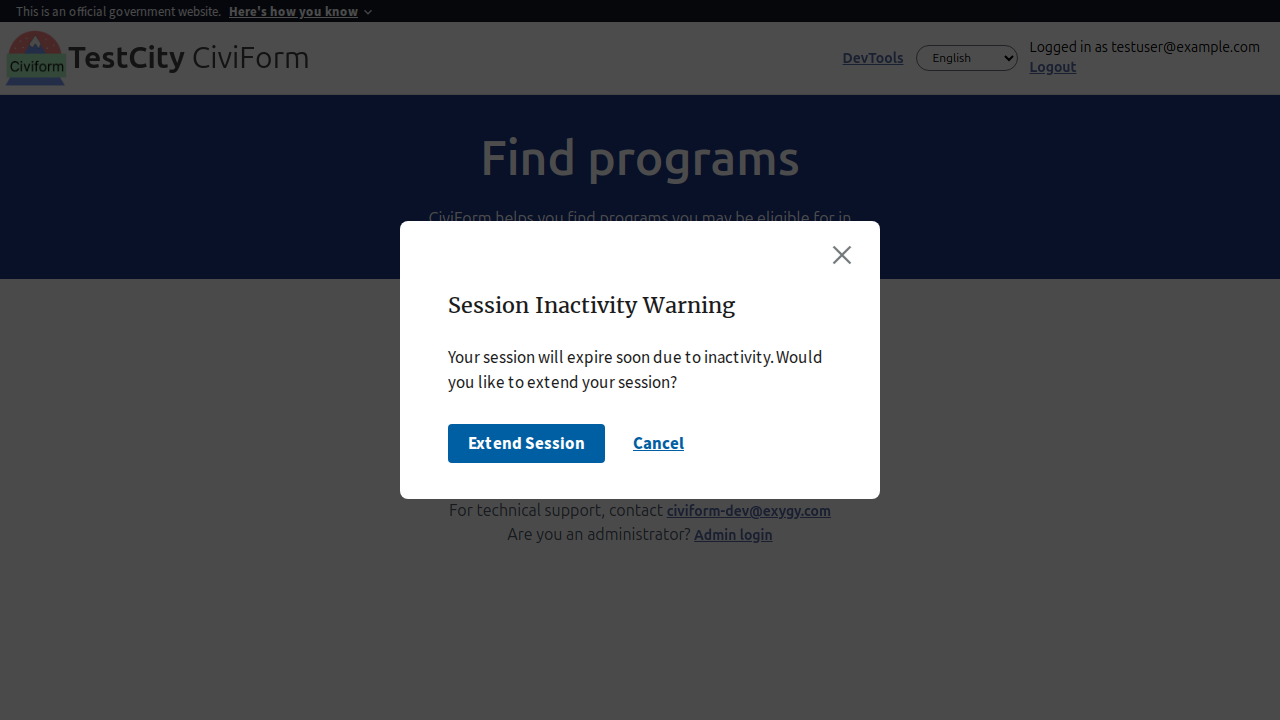 This is an official government website. Here's how you know
Civiform
TestCity CiviForm
DevTools
English
Logged in as testuser@example.com
Logout
Find programs
CiviForm helps you find programs you may be eligible for in
Session Inactivity Warning
Your session will expire soon due to inactivity. Would
you like to extend your session?
Extend Session
Cancel
For technical support, contact civiform-dev@exygy.com
Are you an administrator? Admin login